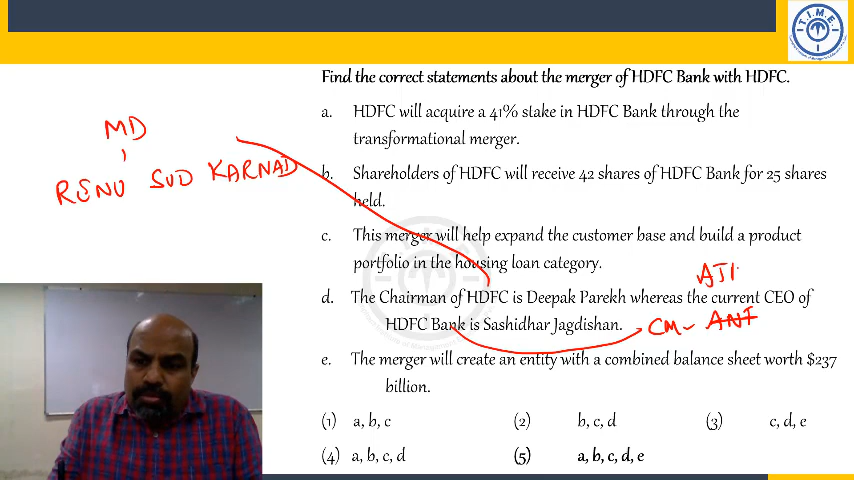 T.I.M.E.
Find the correct statements about the merger of HDFC Bank with HDFC.
a. HDFC will acquire a 41% stake in HDFC Bank through the
transformational merger.
b. Shareholders of HDFC will receive 42 shares of HDFC Bank for 25 shares
held.
c. This merger will help expand the customer base and build a product
portfolio in the housing loan category.
d. The Chairman of HDFC is Deepak Parekh whereas the current CEO of
HDFC Bank is Sashidhar Jagdishan.
e. The merger will create an entity with a combined balance sheet worth $237
billion.
(1) a, b, c (2) b, c, d (3) c, d, e
(4) a, b, c, d (5) a, b, c, d, e
MD
RENU SUD KARNAD
CM-